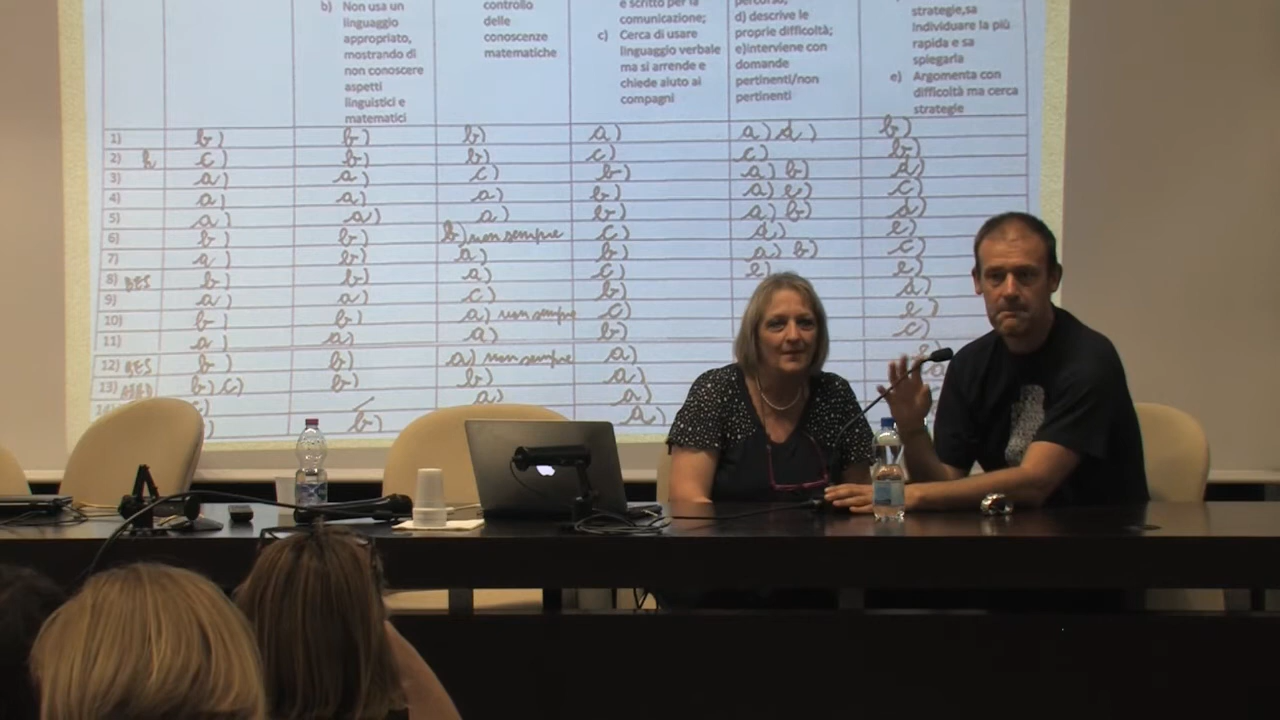 b) Non usa un
linguaggio
appropriato,
mostrando di
non conoscere
aspetti
linguistici e
matematici
controllo
delle
conoscenze
matematiche
e scritto per la
comunicazione;
c) Cerca di usare
linguaggio verbale
ma si arrende e
chiede aiuto ai
compagni
percorso;
d) descrive le
proprie difficoltà;
e)interviene con
domande
pertinenti/non
pertinenti
strategie,sa
individuare la più
rapida e sa
spiegarla
e) Argomenta con
difficoltà ma cerca
strategie
1) b) b) b) a) a) d) b)
2) h c) b) b) c) c) b)
3) a) a) c) b) a) b) d)
4) a) a) a) b) a) e) c)
5) a) a) a) b) a) b) d)
6) b) b) b) non sempre c) d) e)
7) a) b) a) b) a) b) c)
8) BES b) b) a) c) e) e)
9) a) a) c) b) d)
10) b) b) a) non sempre c) e)
11) a) a) a) b) c)
12) BES b) b) a) non sempre a)
13) b) c) b) b) a)
a) a)
b)